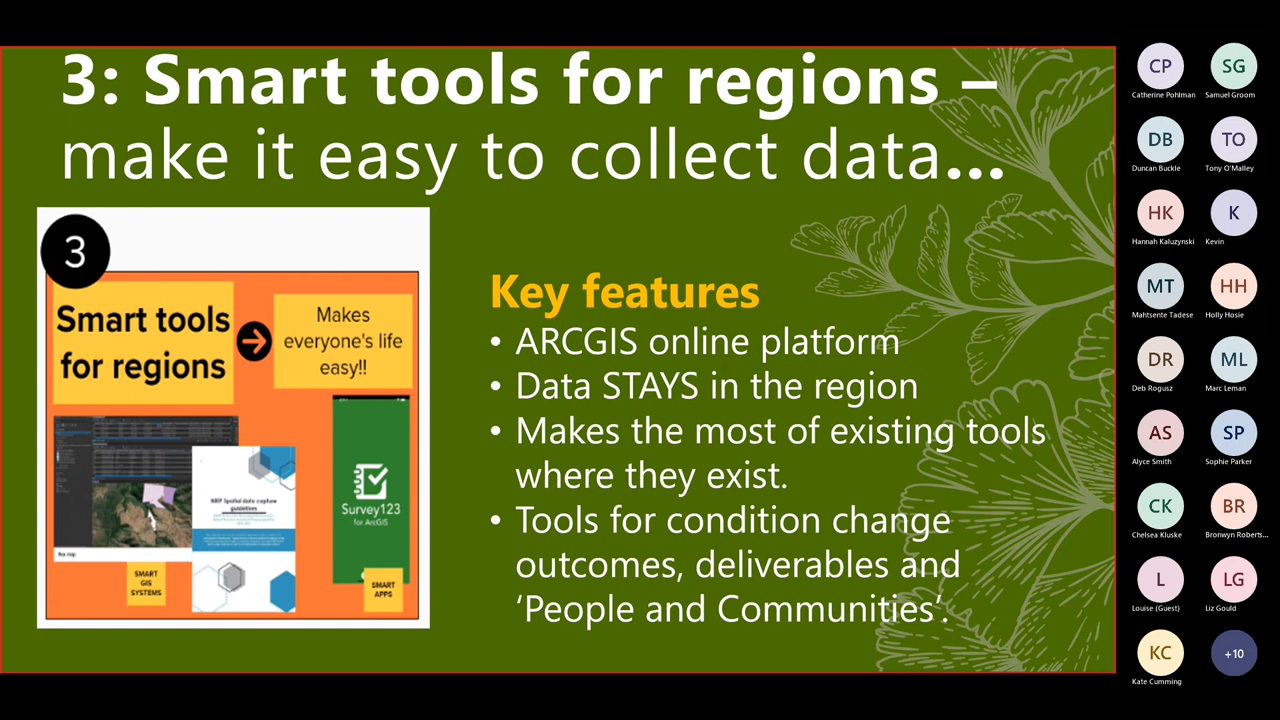 3: Smart tools for regions –
make it easy to collect data...
3
Smart tools
for regions
Makes
everyone's life
easy!!
NRIP Spatial data capture
guidelines
Survey123
for ArcGIS
SMART
GIS
SYSTEMS
SMART
APPS
Key features
• ARCGIS online platform
• Data STAYS in the region
• Makes the most of existing tools
where they exist.
• Tools for condition change
outcomes, deliverables and
‘People and Communities’.
CP
Catherine Pohlman
SG
Samuel Groom
DB
Duncan Buckle
TO
Tony O'Malley
HK
Hannah Kaluzynski
K
Kevin
MT
Mahtsente Tadese
HH
Holly Hosie
DR
Deb Rogusz
ML
Marc Leman
AS
Alyce Smith
SP
Sophie Parker
CK
Chelsea Kluske
BR
Bronwyn Roberts...
L
Louise (Guest)
LG
Liz Gould
KC
Kate Cumming
+10